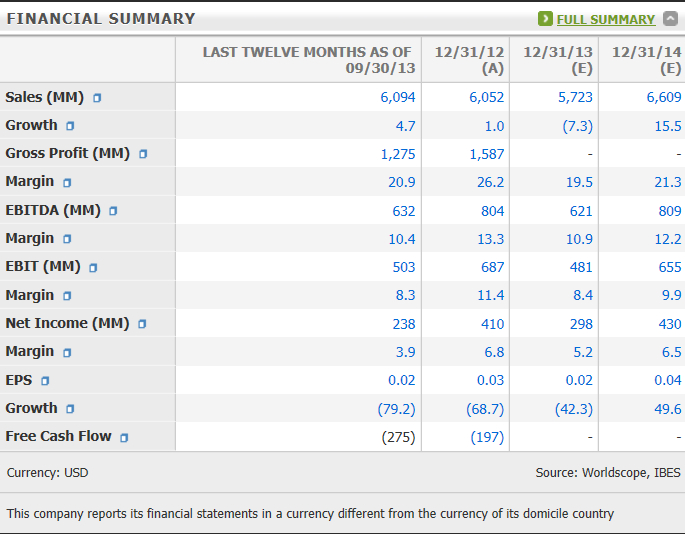 FINANCIAL SUMMARY FULL SUMMARY
LAST TWELVE MONTHS AS OF 12/31/12 12/31/13 12/31/14
09/30/13 (A) (E) (E)
Sales (MM) 6,094 6,052 5,723 6,609
Growth 4.7 1.0 (7.3) 15.5
Gross Profit (MM) 1,275 1,587 - -
Margin 20.9 26.2 19.5 21.3
EBITDA (MM) 632 804 621 809
Margin 10.4 13.3 10.9 12.2
EBIT (MM) 503 687 481 655
Margin 8.3 11.4 8.4 9.9
Net Income (MM) 238 410 298 430
Margin 3.9 6.8 5.2 6.5
EPS 0.02 0.03 0.02 0.04
Growth (79.2) (68.7) (42.3) 49.6
Free Cash Flow (275) (197) - -
Currency: USD Source: Worldscope, IBES
This company reports its financial statements in a currency different from the currency of its domicile country